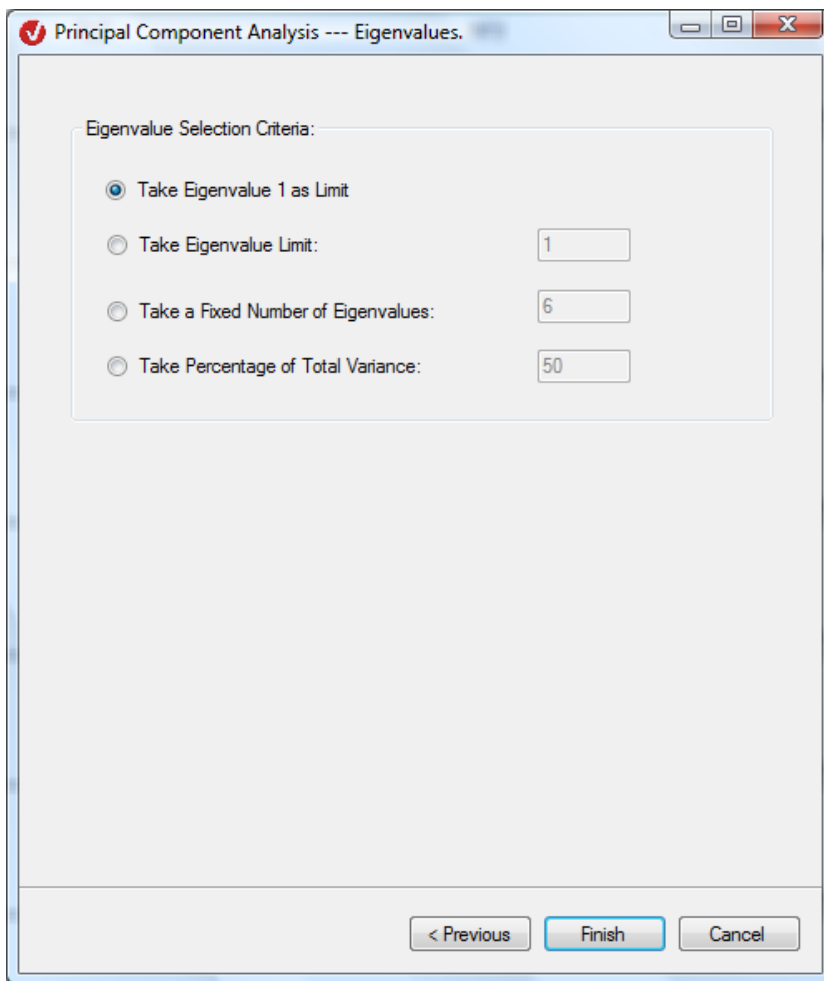 Principal Component Analysis --- Eigenvalues.
Eigenvalue Selection Criteria:
Take Eigenvalue 1 as Limit
Take Eigenvalue Limit: 1
Take a Fixed Number of Eigenvalues: 6
Take Percentage of Total Variance: 50
< Previous Finish Cancel